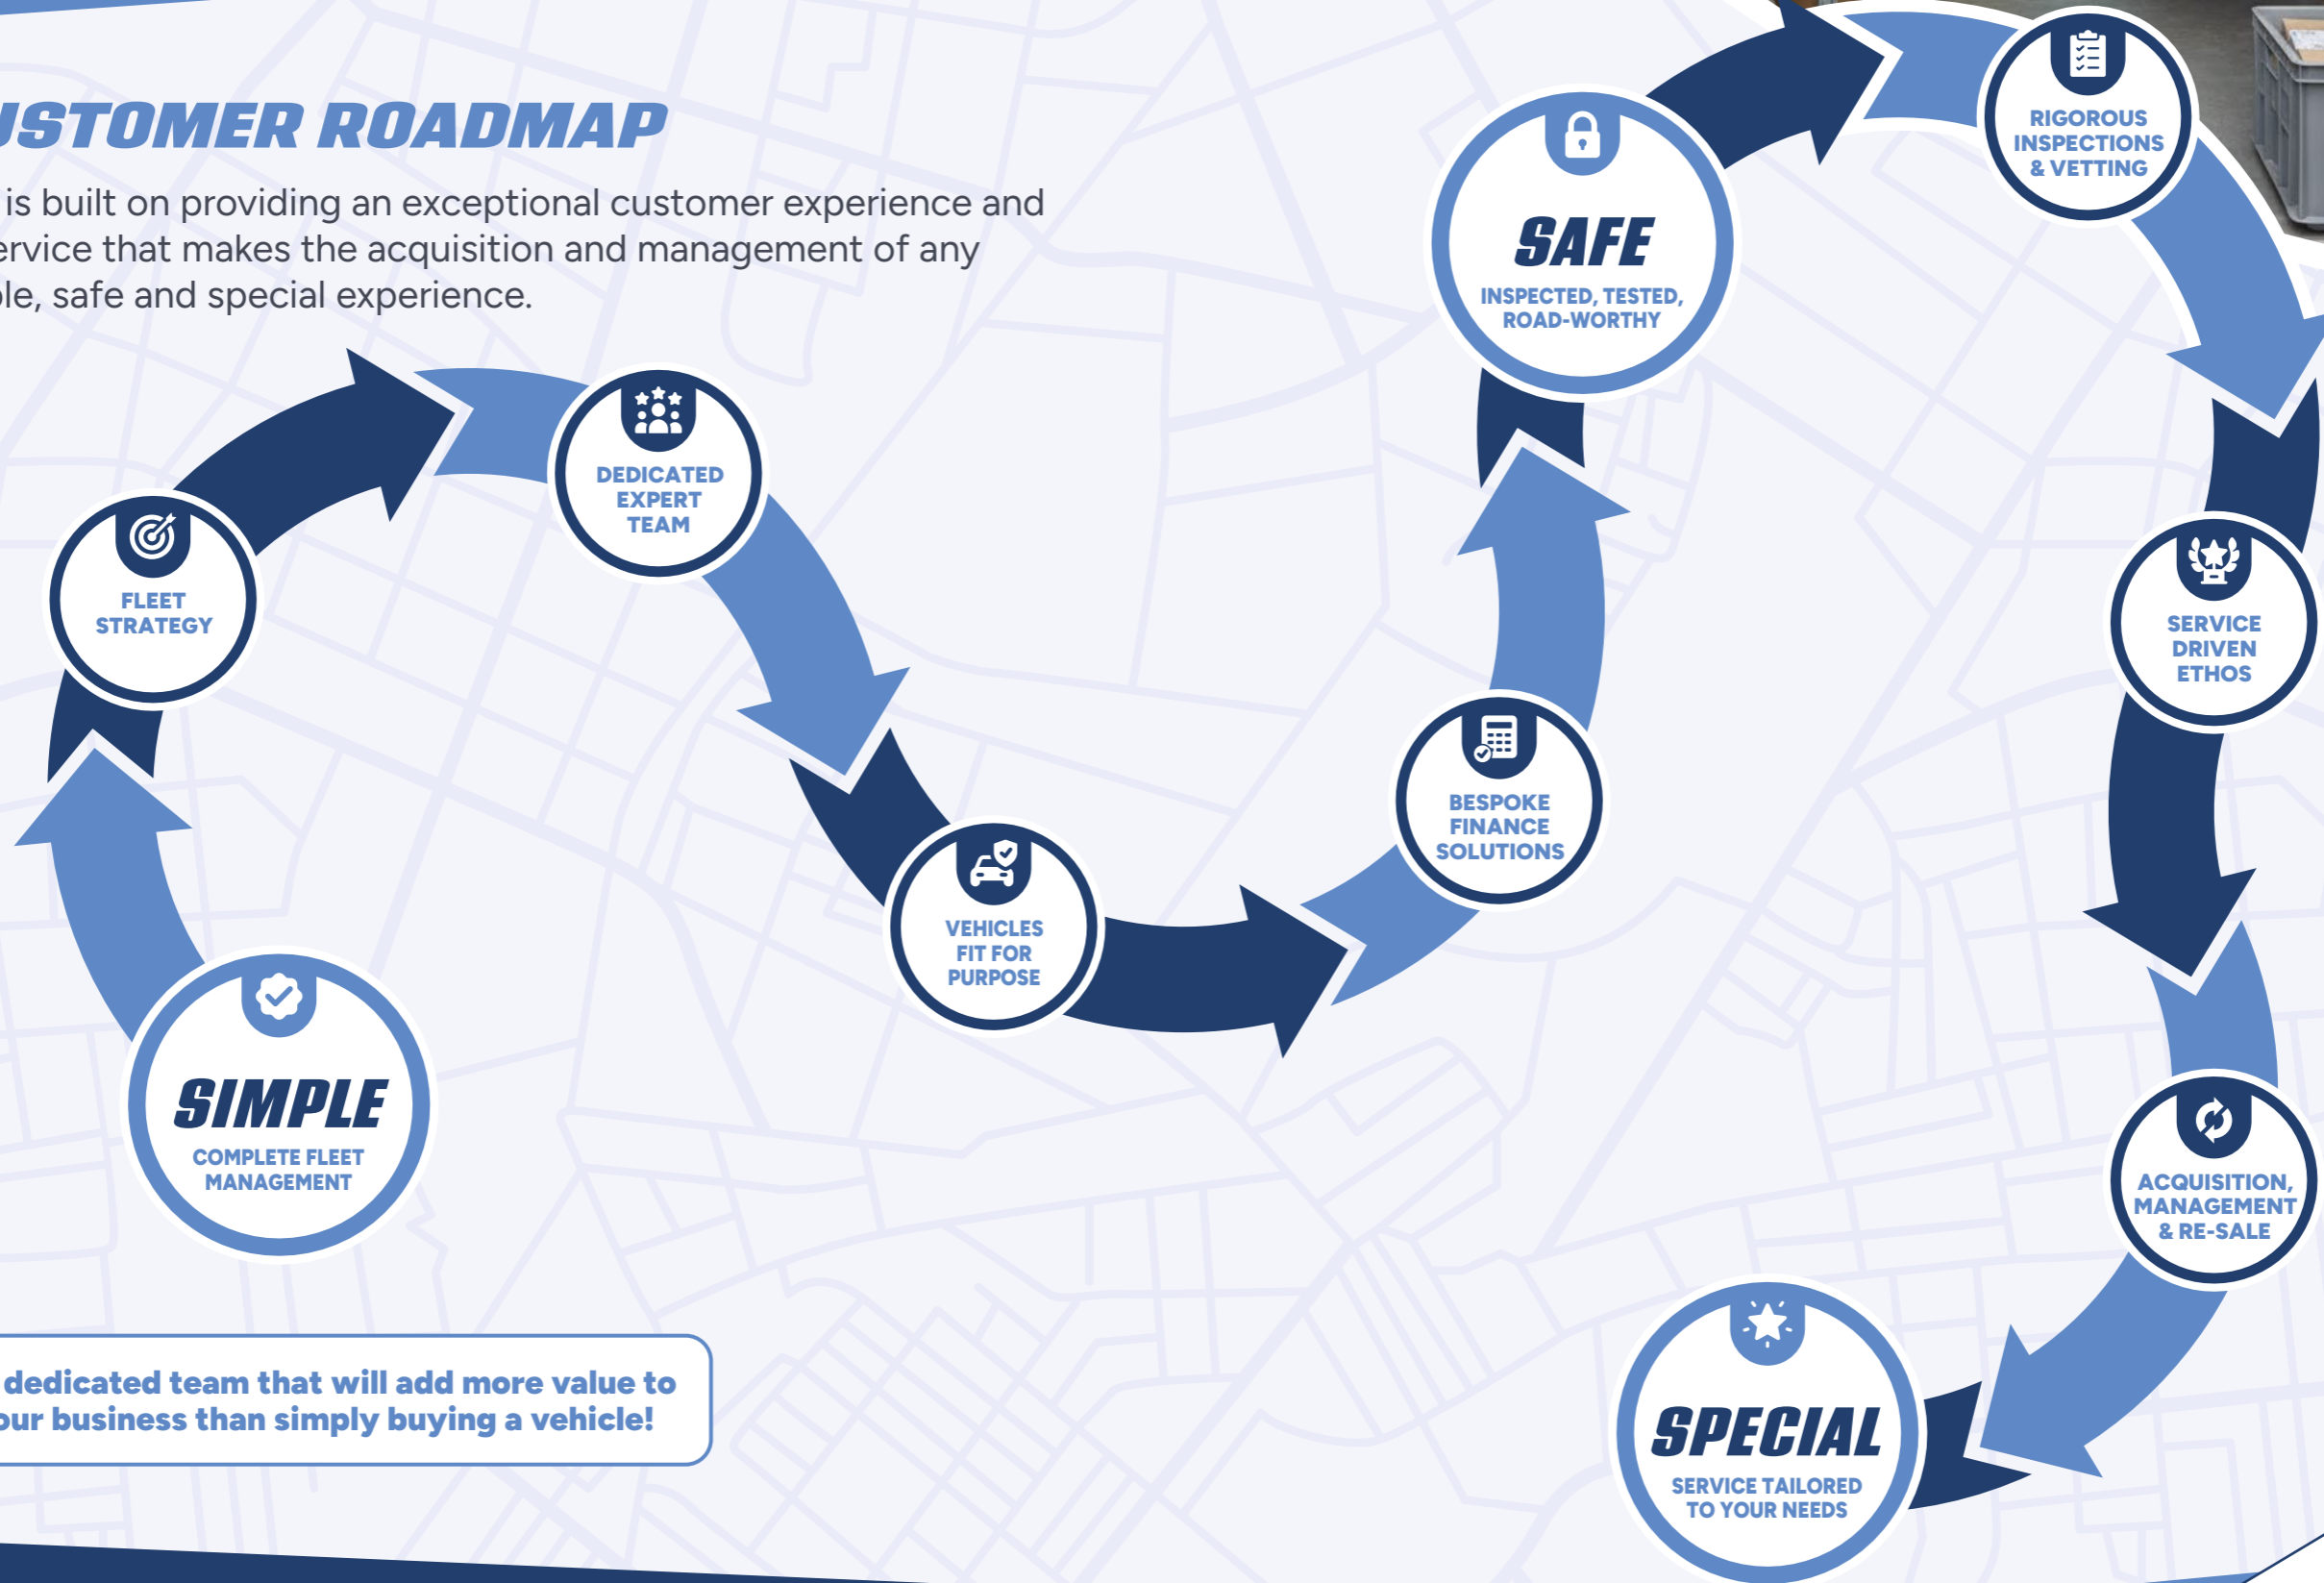 USTOMER ROADMAP
is built on providing an exceptional customer experience and
ervice that makes the acquisition and management of any
ple, safe and special experience.
SIMPLE
COMPLETE FLEET
MANAGEMENT
FLEET
STRATEGY
DEDICATED
EXPERT
TEAM
VEHICLES
FIT FOR
PURPOSE
BESPOKE
FINANCE
SOLUTIONS
SAFE
INSPECTED, TESTED,
ROAD-WORTHY
RIGOROUS
INSPECTIONS
& VETTING
SERVICE
DRIVEN
ETHOS
ACQUISITION,
MANAGEMENT
& RE-SALE
SPECIAL
SERVICE TAILORED
TO YOUR NEEDS
dedicated team that will add more value to
our business than simply buying a vehicle!